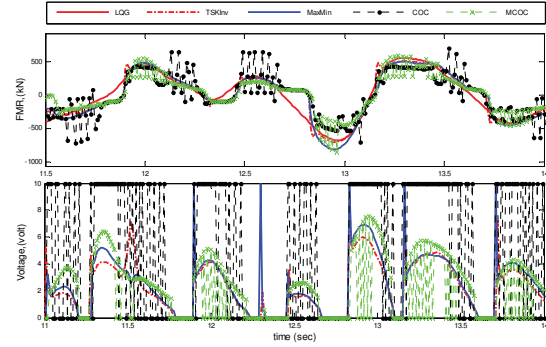 LQG TSKInv MaxMin COC MCOC
FMR, (kN)
500
0
-500
-1000
11.5 12 12.5 13 13.5 14
Voltage,(volt)
10
8
6
4
2
0
11 11.5 12 12.5 13 13.5 14
time (sec)